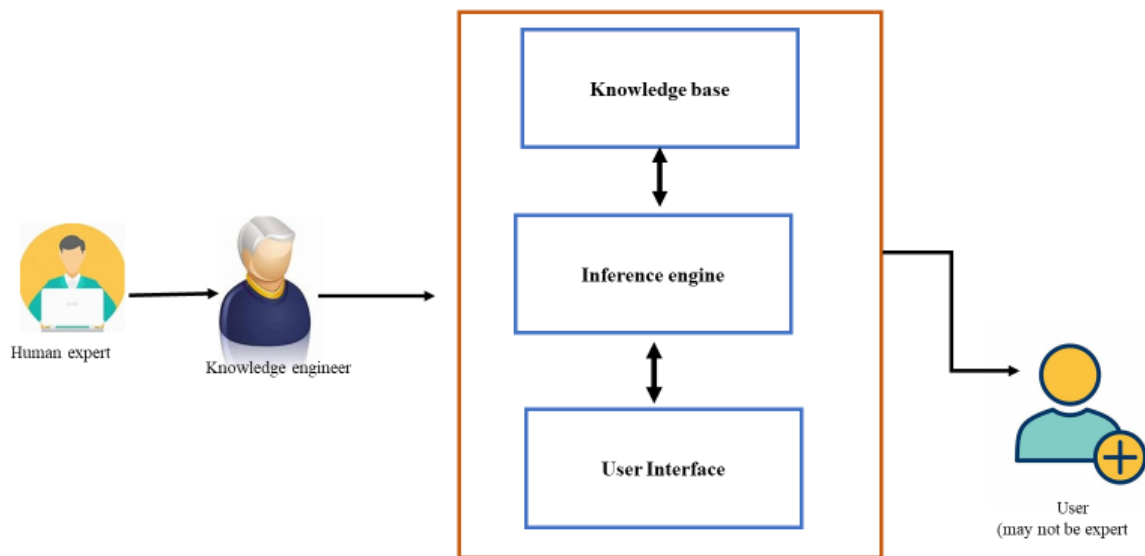 Knowledge base
Inference engine
User Interface
Human expert
Knowledge engineer
User
(may not be expert